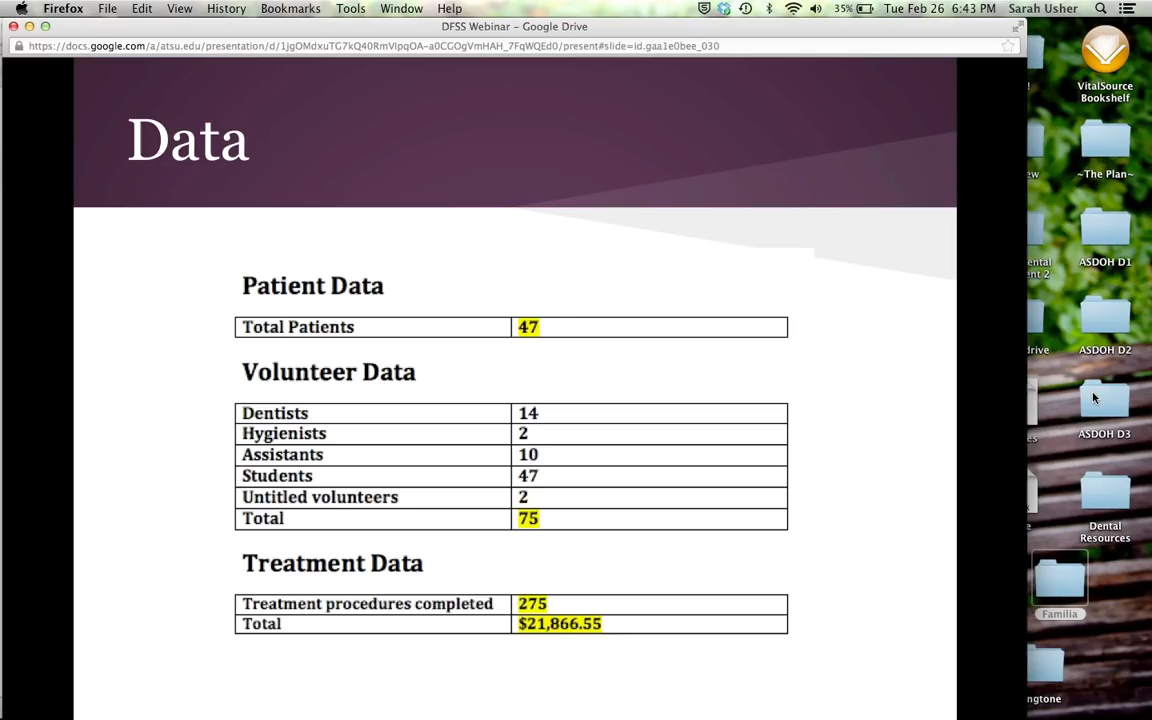 Firefox File Edit View History Bookmarks Tools Window Help 35% Tue Feb 26 6:43 PM Sarah Usher
DFSS Webinar – Google Drive
https://docs.google.com/a/atsu.edu/presentation/d/1jgOMdxuTG7kQ40RmVIpqOA-a0CGOgVmHAH_7FqWQEd0/present#slide=id.gaa1e0bee_030
Data
Patient Data
Total Patients 47
Volunteer Data
Dentists 14
Hygienists 2
Assistants 10
Students 47
Untitled volunteers 2
Total 75
Treatment Data
Treatment procedures completed 275
Total $21,866.55
VitalSource
Bookshelf
~The Plan~
ASDOH D1
ASDOH D2
ASDOH D3
Dental
Resources
Familia